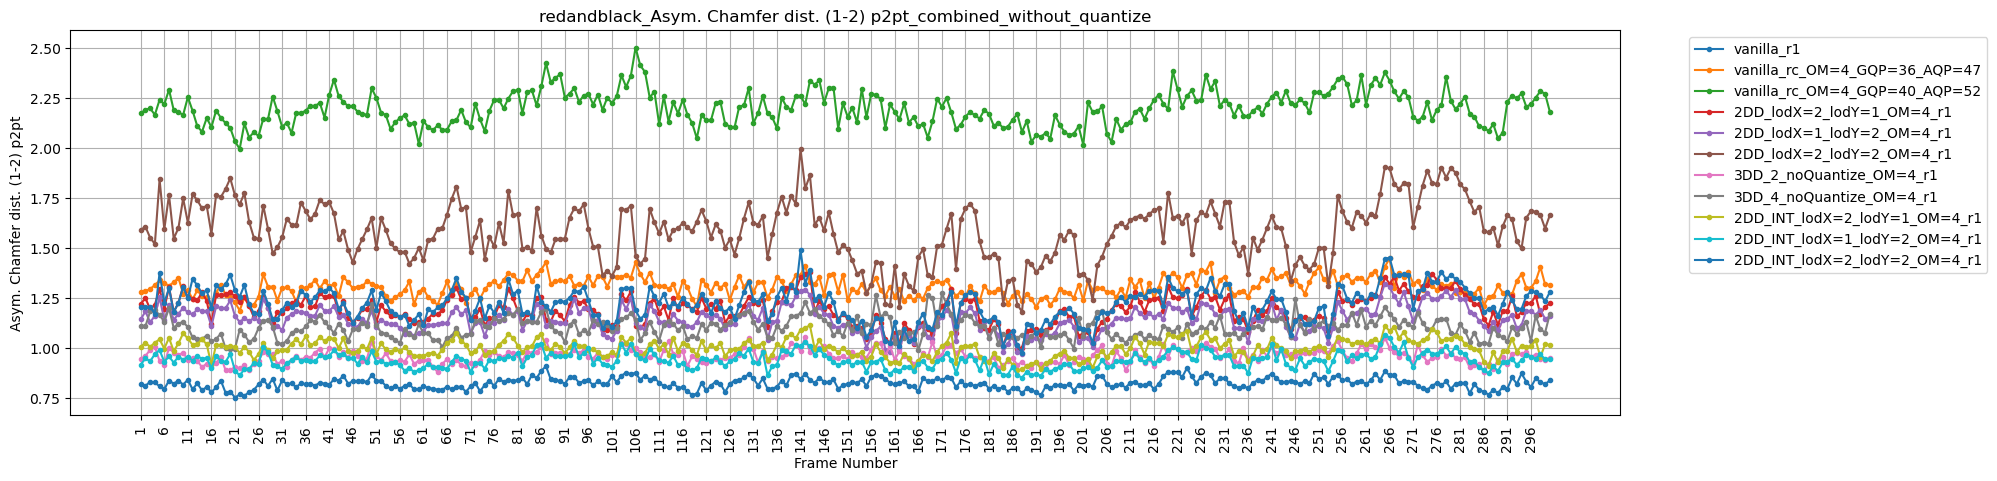 redandblack_Asym. Chamfer dist. (1-2) p2pt_combined_without_quantize
Asym. Chamfer dist. (1-2) p2pt
2.50
2.25
2.00
1.75
1.50
1.25
1.00
0.75
1 6 11 16 21 26 31 36 41 46 51 56 61 66 71 76 81 86 91 96 101 106 111 116 121 126 131 136 141 146 151 156 161 166 171 176 181 186 191 196 201 206 211 216 221 226 231 236 241 246 251 256 261 266 271 276 281 286 291 296
Frame Number
vanilla_r1
vanilla_rc_OM=4_GQP=36_AQP=47
vanilla_rc_OM=4_GQP=40_AQP=52
2DD_lodX=2_lodY=1_OM=4_r1
2DD_lodX=1_lodY=2_OM=4_r1
2DD_lodX=2_lodY=2_OM=4_r1
3DD_2_noQuantize_OM=4_r1
3DD_4_noQuantize_OM=4_r1
2DD_INT_lodX=2_lodY=1_OM=4_r1
2DD_INT_lodX=1_lodY=2_OM=4_r1
2DD_INT_lodX=2_lodY=2_OM=4_r1